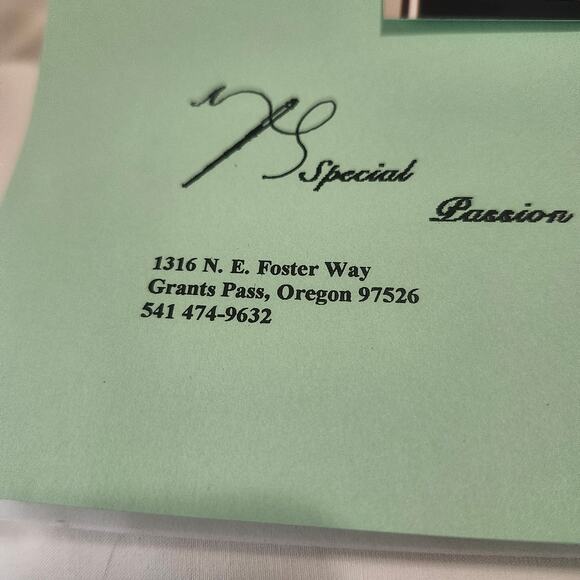 A Special
Passion
1316 N. E. Foster Way
Grants Pass, Oregon 97526
541 474-9632